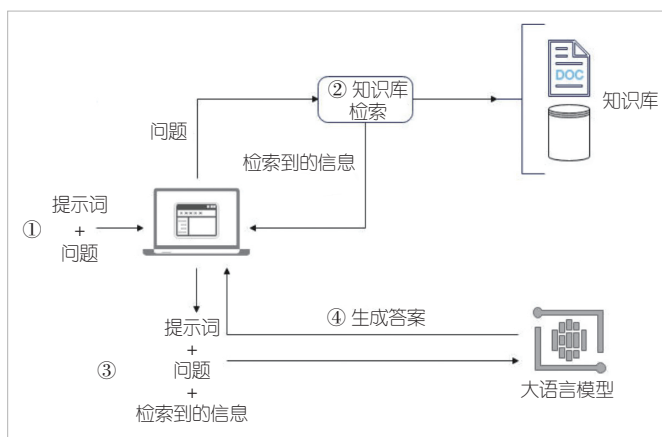 ② 知识库
检索
DOC
知识库
问题
检索到的信息
①
提示词
+
问题
④ 生成答案
③
提示词
+
问题
+
检索到的信息
大语言模型